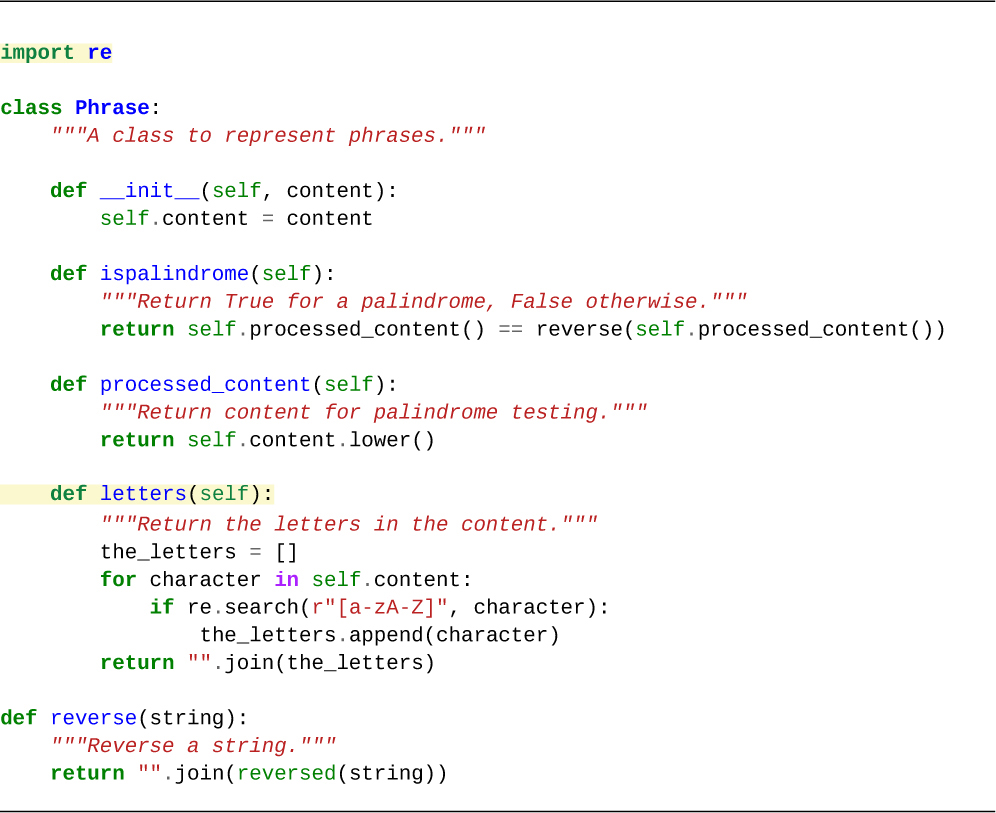 import re

class Phrase:
    """A class to represent phrases."""

    def __init__(self, content):
        self.content = content

    def ispalindrome(self):
        """Return True for a palindrome, False otherwise."""
        return self.processed_content() == reverse(self.processed_content())

    def processed_content(self):
        """Return content for palindrome testing."""
        return self.content.lower()

    def letters(self):
        """Return the letters in the content."""
        the_letters = []
        for character in self.content:
            if re.search(r"[a-zA-Z]", character):
                the_letters.append(character)
        return "".join(the_letters)

def reverse(string):
    """Reverse a string."""
    return "".join(reversed(string))